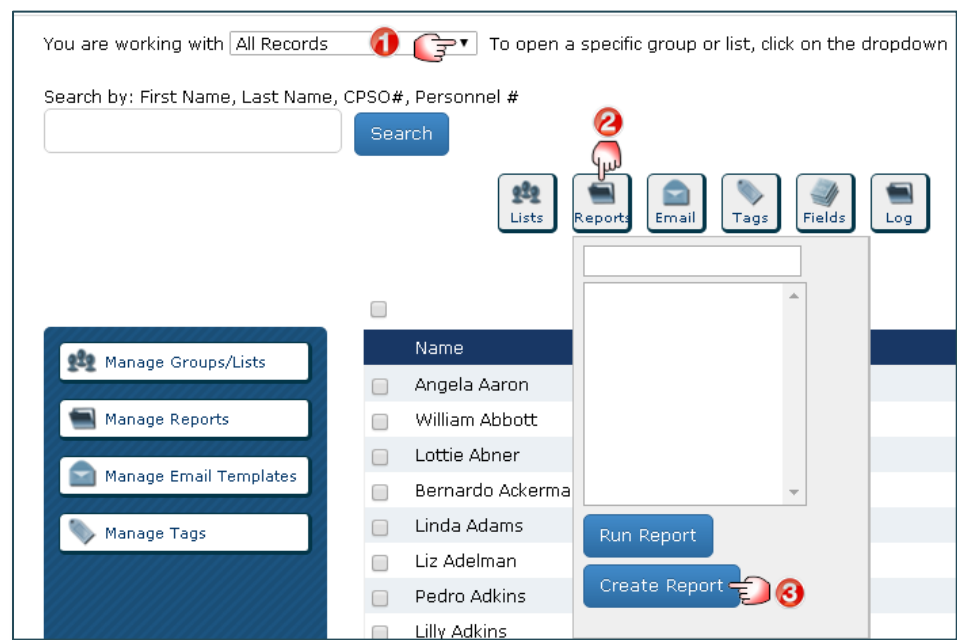 You are working with All Records 1 To open a specific group or list, click on the dropdown
Search by: First Name, Last Name, CPSO#, Personnel #
Search
2
Lists Reports Email Tags Fields Log
Name
Manage Groups/Lists
Manage Reports
Manage Email Templates
Manage Tags
Angela Aaron
William Abbott
Lottie Abner
Bernardo Ackerma
Linda Adams
Liz Adelman
Pedro Adkins
Lilly Adkins
Run Report
Create Report 3